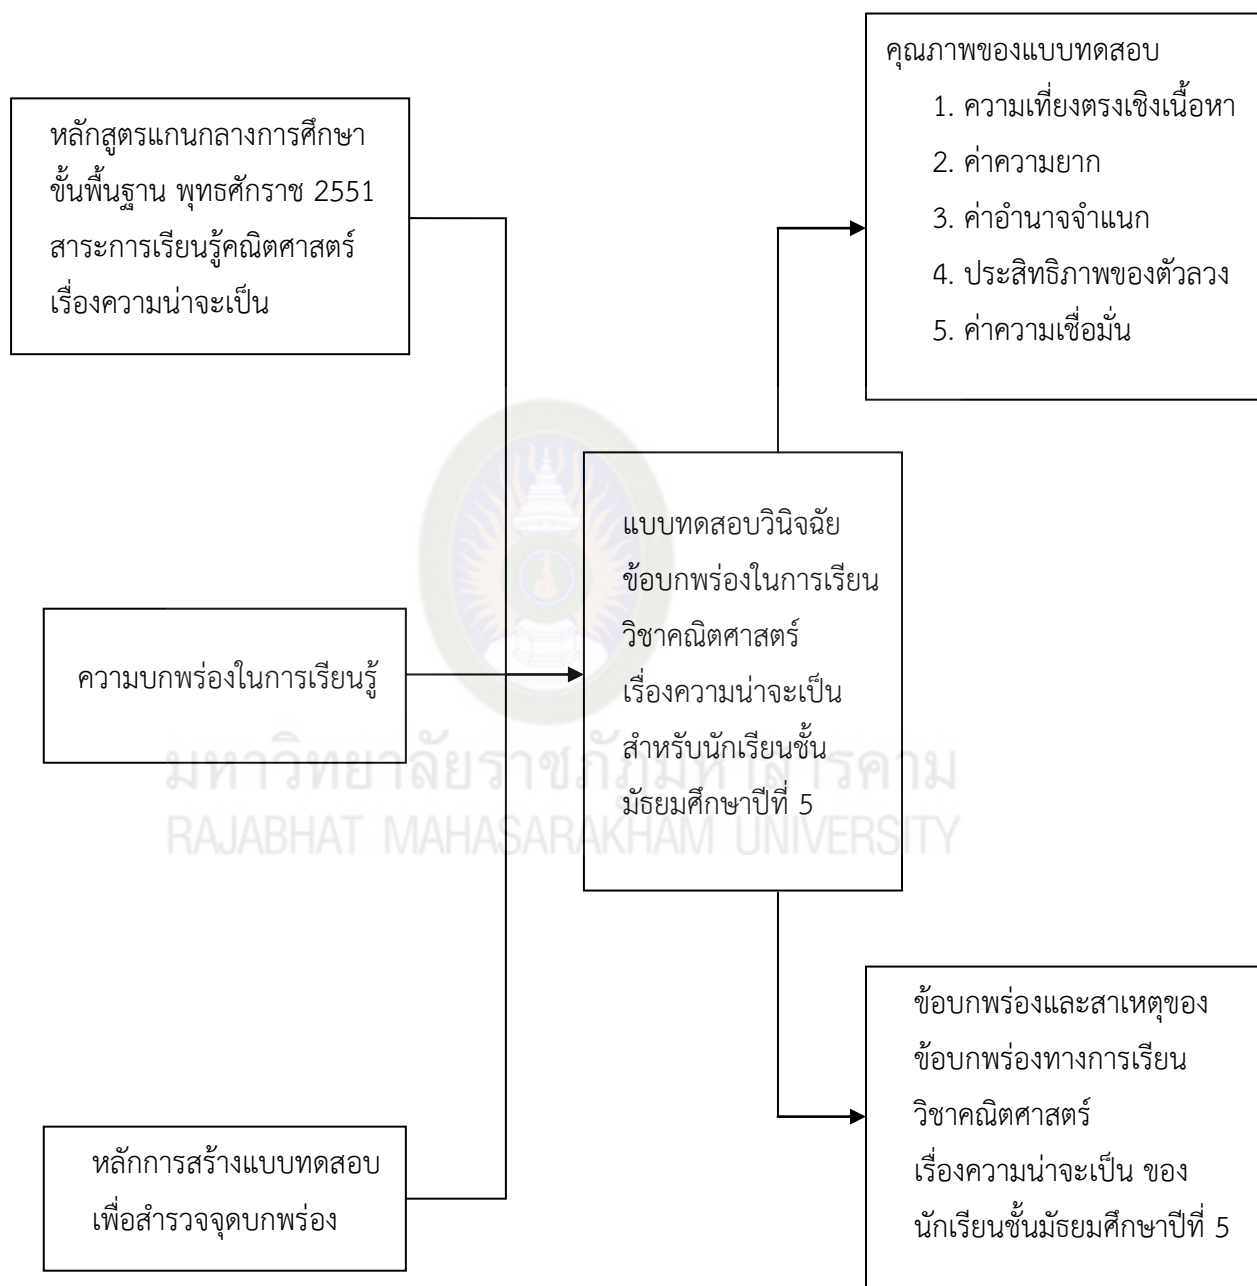 หลักสูตรแกนกลางการศึกษา
ขั้นพื้นฐาน พุทธศักราช 2551
สาระการเรียนรู้คณิตศาสตร์
เรื่องความน่าจะเป็น
ความบกพร่องในการเรียนรู้
หลักการสร้างแบบทดสอบ
เพื่อสำรวจจุดบกพร่อง
แบบทดสอบวินิจฉัย
ข้อบกพร่องในการเรียน
วิชาคณิตศาสตร์
เรื่องความน่าจะเป็น
สำหรับนักเรียนชั้น
มัธยมศึกษาปีที่ 5
คุณภาพของแบบทดสอบ
1. ความเที่ยงตรงเชิงเนื้อหา
2. ค่าความยาก
3. ค่าอำนาจจำแนก
4. ประสิทธิภาพของตัวลวง
5. ค่าความเชื่อมั่น
ข้อบกพร่องและสาเหตุของ
ข้อบกพร่องทางการเรียน
วิชาคณิตศาสตร์
เรื่องความน่าจะเป็น ของ
นักเรียนชั้นมัธยมศึกษาปีที่ 5
มหาวิทยาลัยราชภัฏมหาสารคาม
RAJABHAT MAHASARAKHAM UNIVERSITY